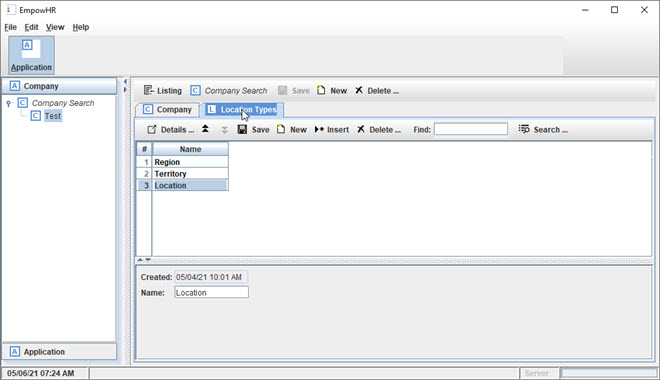 EmpowHR
File Edit View Help
A
Application
A Company
C Company Search
C Test
A Application
Listing C Company Search Save New Delete ...
C Company L Location Types
Details ... Save New Insert Delete ... Find: Search ...
# Name
1 Region
2 Territory
3 Location
Created: 05/04/21 10:01 AM
Name: Location
05/06/21 07:24 AM Server